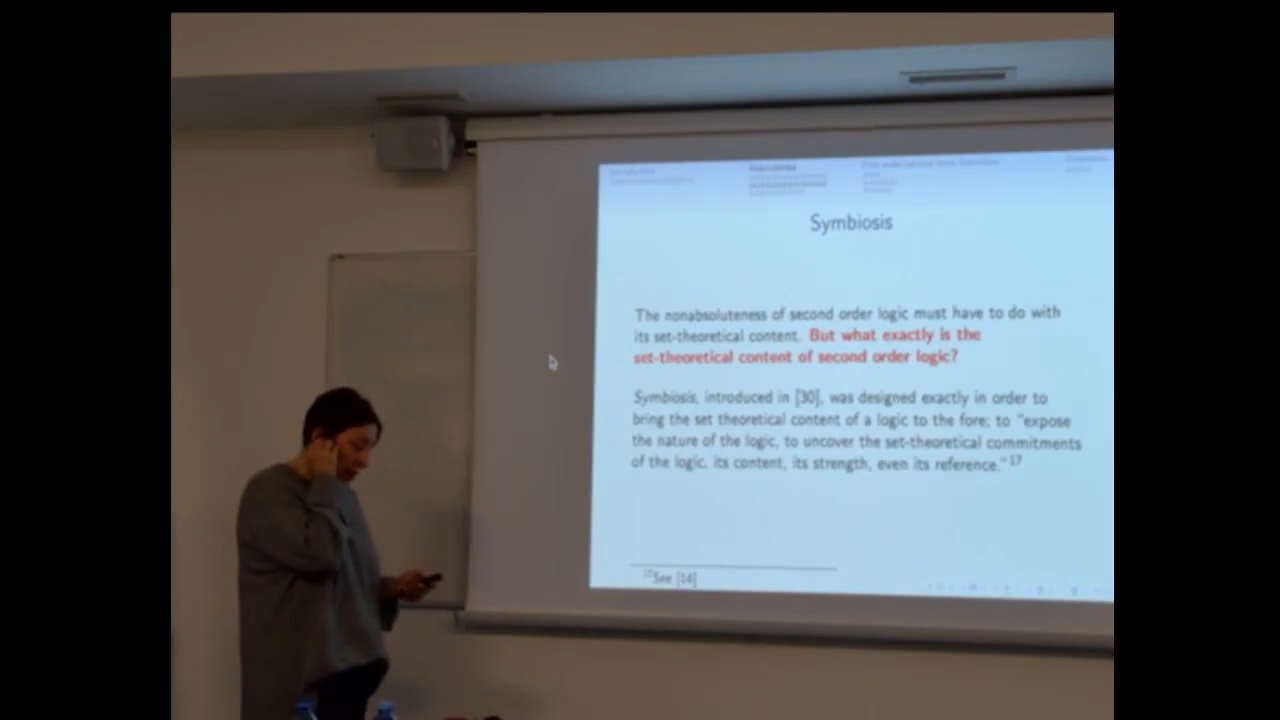 Symbiosis
The nonabsoluteness of second order logic must have to do with
its set-theoretical content. But what exactly is the
set-theoretical content of second order logic?
Symbiosis, introduced in [30], was designed exactly in order to
bring the set theoretical content of a logic to the fore; to "expose
the nature of the logic, to uncover the set-theoretical commitments
of the logic, its content, its strength, even its reference."17
17See [14]